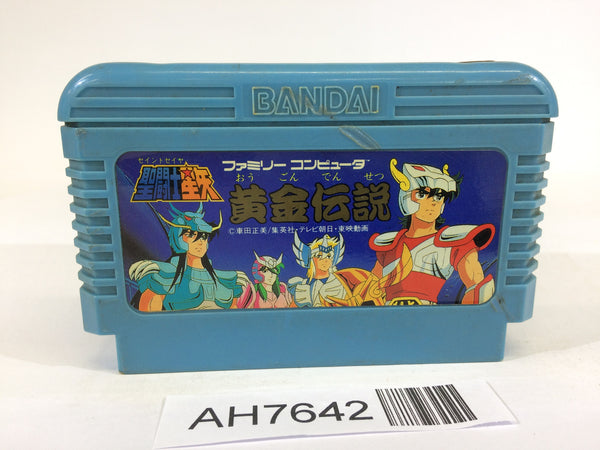 BANDAI
セイントセイヤ
聖闘士星矢
ファミリー コンピュータ
おう ごん でん せつ
黄金伝説
©車田正美/集英社・テレビ朝日・東映動画
AH7642